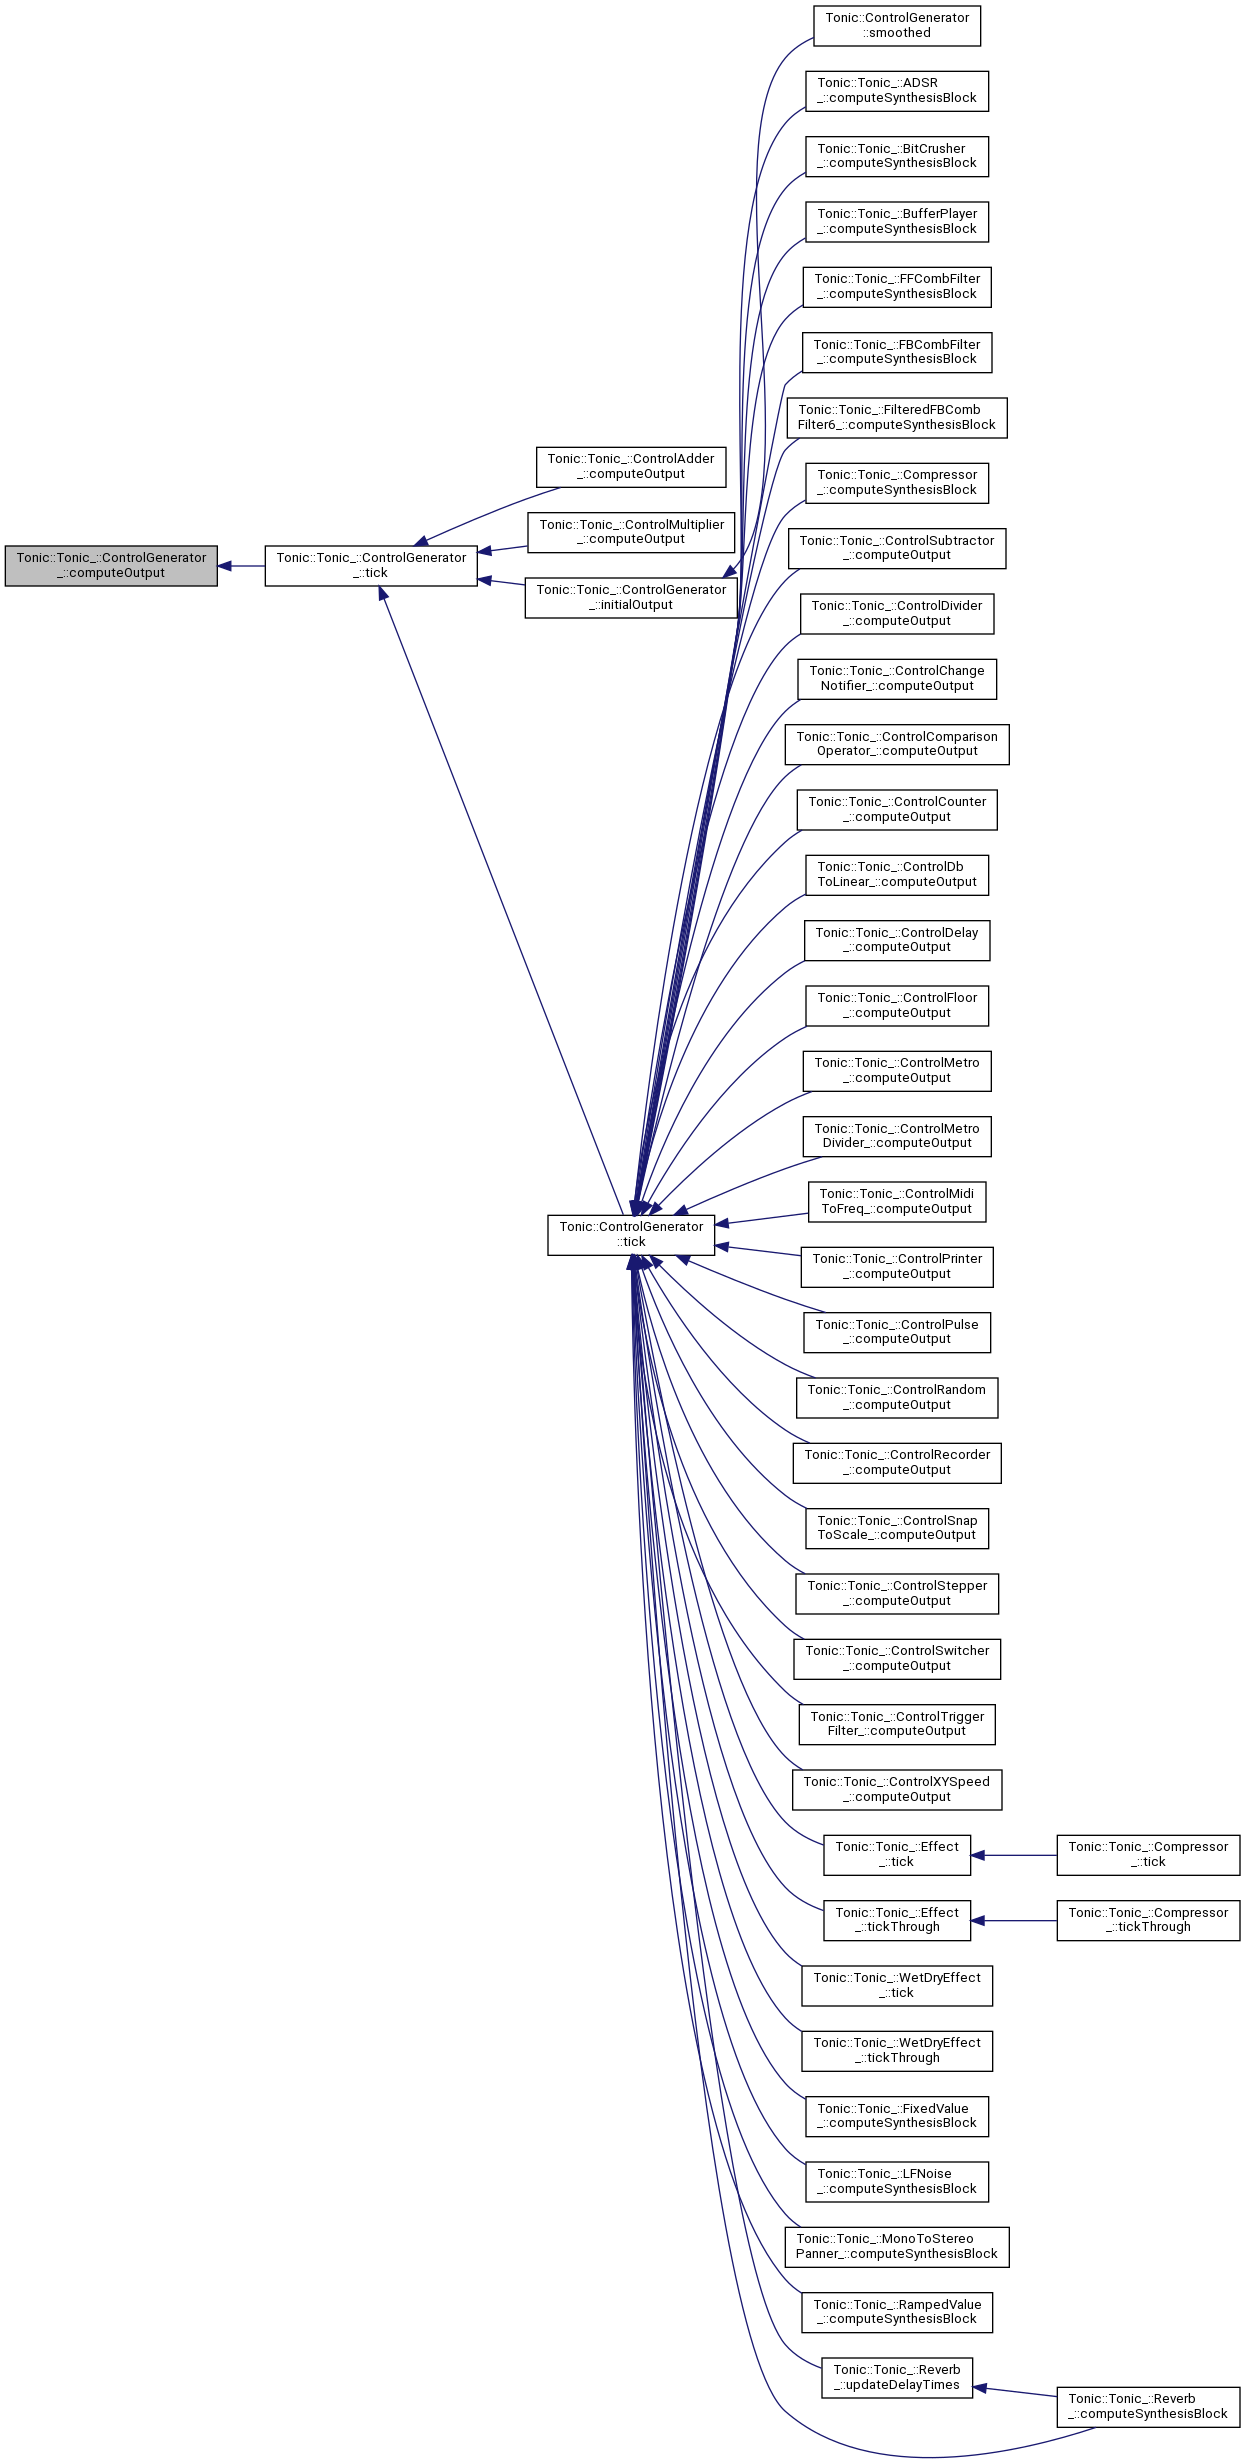 Tonic::Tonic_::ControlGenerator
_::computeOutput
Tonic::Tonic_::ControlGenerator
_::tick
Tonic::Tonic_::ControlAdder
_::computeOutput
Tonic::Tonic_::ControlMultiplier
_::computeOutput
Tonic::Tonic_::ControlGenerator
_::initialOutput
Tonic::ControlGenerator
::tick
Tonic::ControlGenerator
::smoothed
Tonic::Tonic_::ADSR
_::computeSynthesisBlock
Tonic::Tonic_::BitCrusher
_::computeSynthesisBlock
Tonic::Tonic_::BufferPlayer
_::computeSynthesisBlock
Tonic::Tonic_::FFCombFilter
_::computeSynthesisBlock
Tonic::Tonic_::FBCombFilter
_::computeSynthesisBlock
Tonic::Tonic_::FilteredFBComb
Filter6_::computeSynthesisBlock
Tonic::Tonic_::Compressor
_::computeSynthesisBlock
Tonic::Tonic_::ControlSubtractor
_::computeOutput
Tonic::Tonic_::ControlDivider
_::computeOutput
Tonic::Tonic_::ControlChange
Notifier_::computeOutput
Tonic::Tonic_::ControlComparison
Operator_::computeOutput
Tonic::Tonic_::ControlCounter
_::computeOutput
Tonic::Tonic_::ControlDb
ToLinear_::computeOutput
Tonic::Tonic_::ControlDelay
_::computeOutput
Tonic::Tonic_::ControlFloor
_::computeOutput
Tonic::Tonic_::ControlMetro
_::computeOutput
Tonic::Tonic_::ControlMetro
Divider_::computeOutput
Tonic::Tonic_::ControlMidi
ToFreq_::computeOutput
Tonic::Tonic_::ControlPrinter
_::computeOutput
Tonic::Tonic_::ControlPulse
_::computeOutput
Tonic::Tonic_::ControlRandom
_::computeOutput
Tonic::Tonic_::ControlRecorder
_::computeOutput
Tonic::Tonic_::ControlSnap
ToScale_::computeOutput
Tonic::Tonic_::ControlStepper
_::computeOutput
Tonic::Tonic_::ControlSwitcher
_::computeOutput
Tonic::Tonic_::ControlTrigger
Filter_::computeOutput
Tonic::Tonic_::ControlXYSpeed
_::computeOutput
Tonic::Tonic_::Effect
_::tick
Tonic::Tonic_::Compressor
_::tick
Tonic::Tonic_::Effect
_::tickThrough
Tonic::Tonic_::Compressor
_::tickThrough
Tonic::Tonic_::WetDryEffect
_::tick
Tonic::Tonic_::WetDryEffect
_::tickThrough
Tonic::Tonic_::FixedValue
_::computeSynthesisBlock
Tonic::Tonic_::LFNoise
_::computeSynthesisBlock
Tonic::Tonic_::MonoToStereo
Panner_::computeSynthesisBlock
Tonic::Tonic_::RampedValue
_::computeSynthesisBlock
Tonic::Tonic_::Reverb
_::updateDelayTimes
Tonic::Tonic_::Reverb
_::computeSynthesisBlock